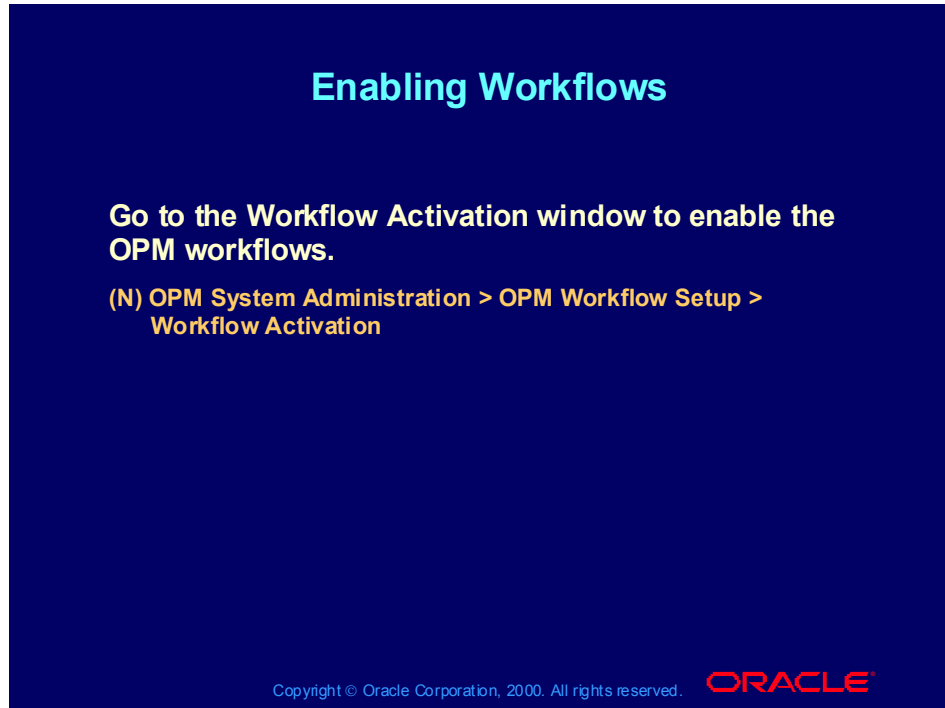 Enabling Workflows
Go to the Workflow Activation window to enable the
OPM workflows.
(N) OPM System Administration > OPM Workflow Setup >
Workflow Activation
Copyright © Oracle Corporation, 2000. All rights reserved.
ORACLE®